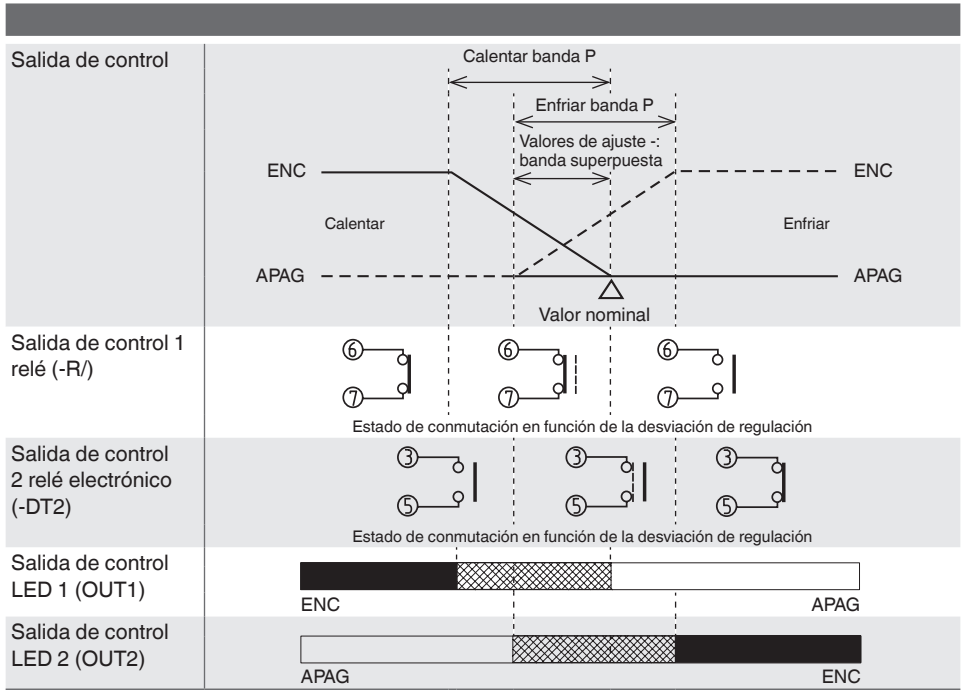 Salida de control
Calentar banda P
Enfriar banda P
Valores de ajuste -:
banda superpuesta
ENC
ENC
Calentar
Enfriar
APAG
APAG
Valor nominal
Salida de control 1
relé (-R/)
6
6
6
7
7
7
Estado de conmutación en función de la desviación de regulación
Salida de control
2 relé electrónico
(-DT2)
3
3
3
5
5
5
Estado de conmutación en función de la desviación de regulación
Salida de control
LED 1 (OUT1)
ENC
APAG
Salida de control
LED 2 (OUT2)
APAG
ENC